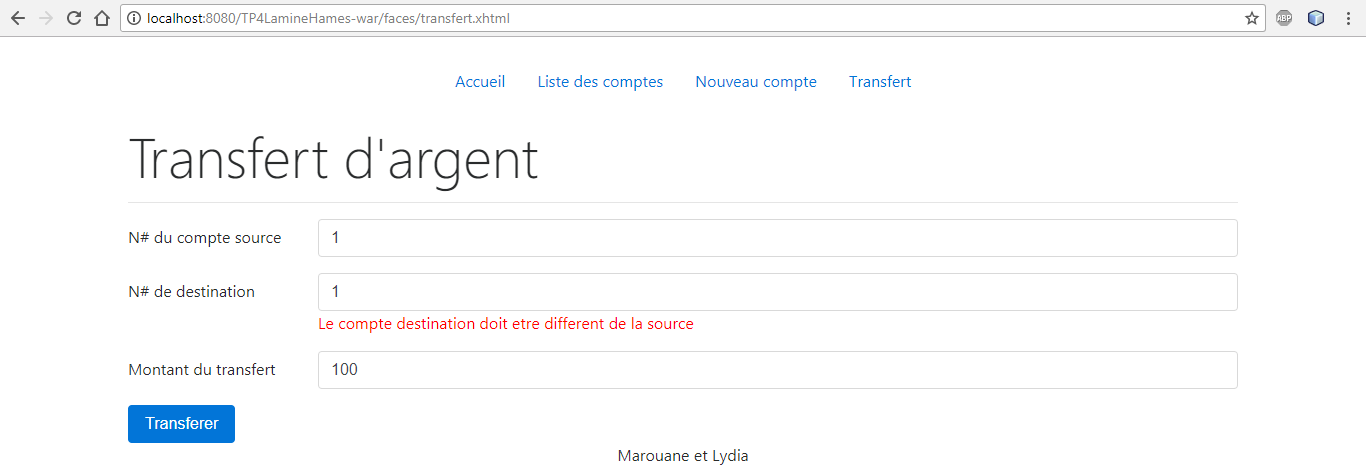 localhost:8080/TP4LamineHames-war/faces/transfert.xhtml
ABP
Accueil Liste des comptes Nouveau compte Transfert
Transfert d'argent
N# du compte source 1
N# de destination 1
Le compte destination doit etre different de la source
Montant du transfert 100
Transferer
Marouane et Lydia